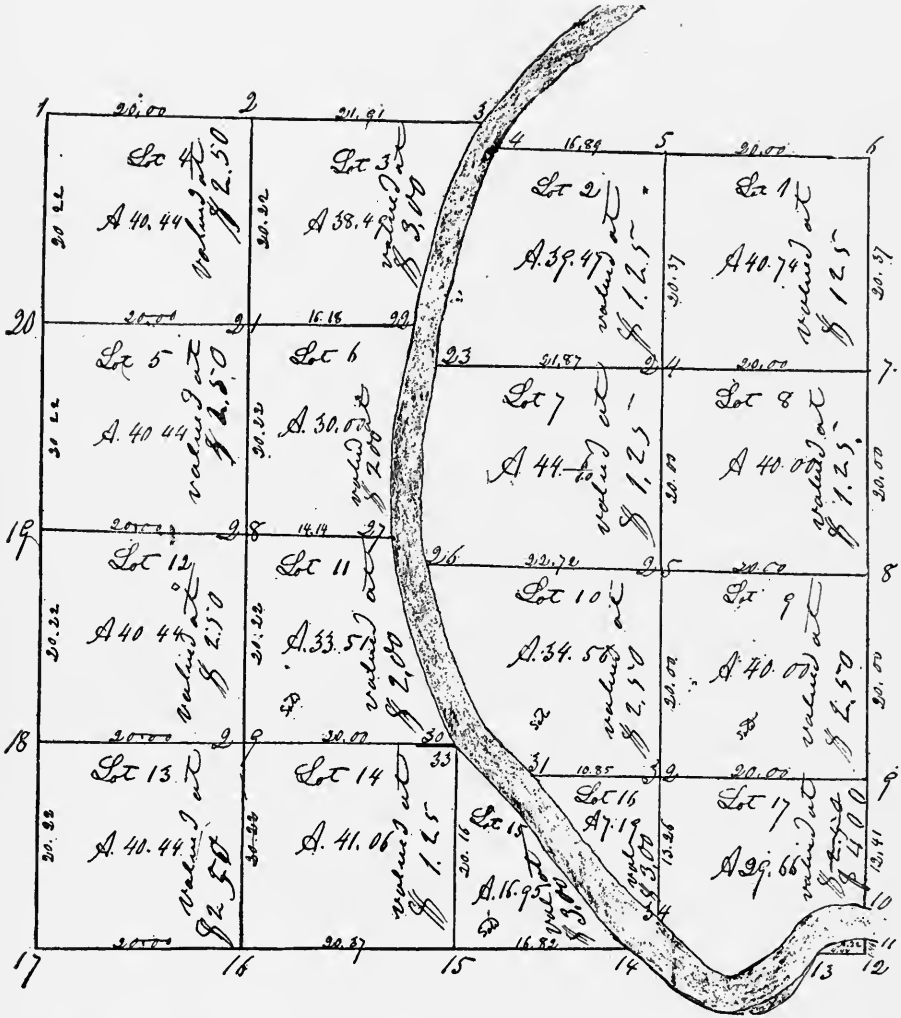 1 20.00 2 21.91 3
4 16.89 5 20.00 6
Lot 4
A 40.44
valued at
$2.50
20.22
20.22
Lot 3
A 38.4
valued at
$3,00
Lot 2
A.39.47
valued at
$1.25
20.37
Lot 1
A 40.74
valued at
$125
20.37
20 20.00 21 16.18 22
23 21.87 24 20.00 7.
Lot 5
A. 40 44
valued at
$2.50
20 22
20.22
Lot 6
A. 30.00
valued at
$200
Lot 7
A 44
valued at
$1,25
20.00
Lot 8
A 40.00
valued at
$1.25
20.00
19 20.00 28 14.14 27
26 22.72 25 20.00 8
Lot 12
A 40 44
valued at
$2.50
20.22
20.22
Lot 11
A.33.51
valued at
$2,00
Lot 10
A.34.56
valued at
$2.50
20.00
Lot 9
A 40.00
valued at
$2.50
20.00
18 20.00 29 20.00 30
33
31 10.85 32 20.00 9
Lot 13
A. 40.44
valued at
$2.50
20.22
20.22
Lot 14
A. 41.06
valued at
$1.25
20.16
Lot 15
A.16.95
val at
$3.00
Lot 16
A7.19
value
$3.00
13.26
Lot 17
A29.66
valued at
$400
12.41
10
11
17 20.00 16 20.37 15 16.82 14 13 12